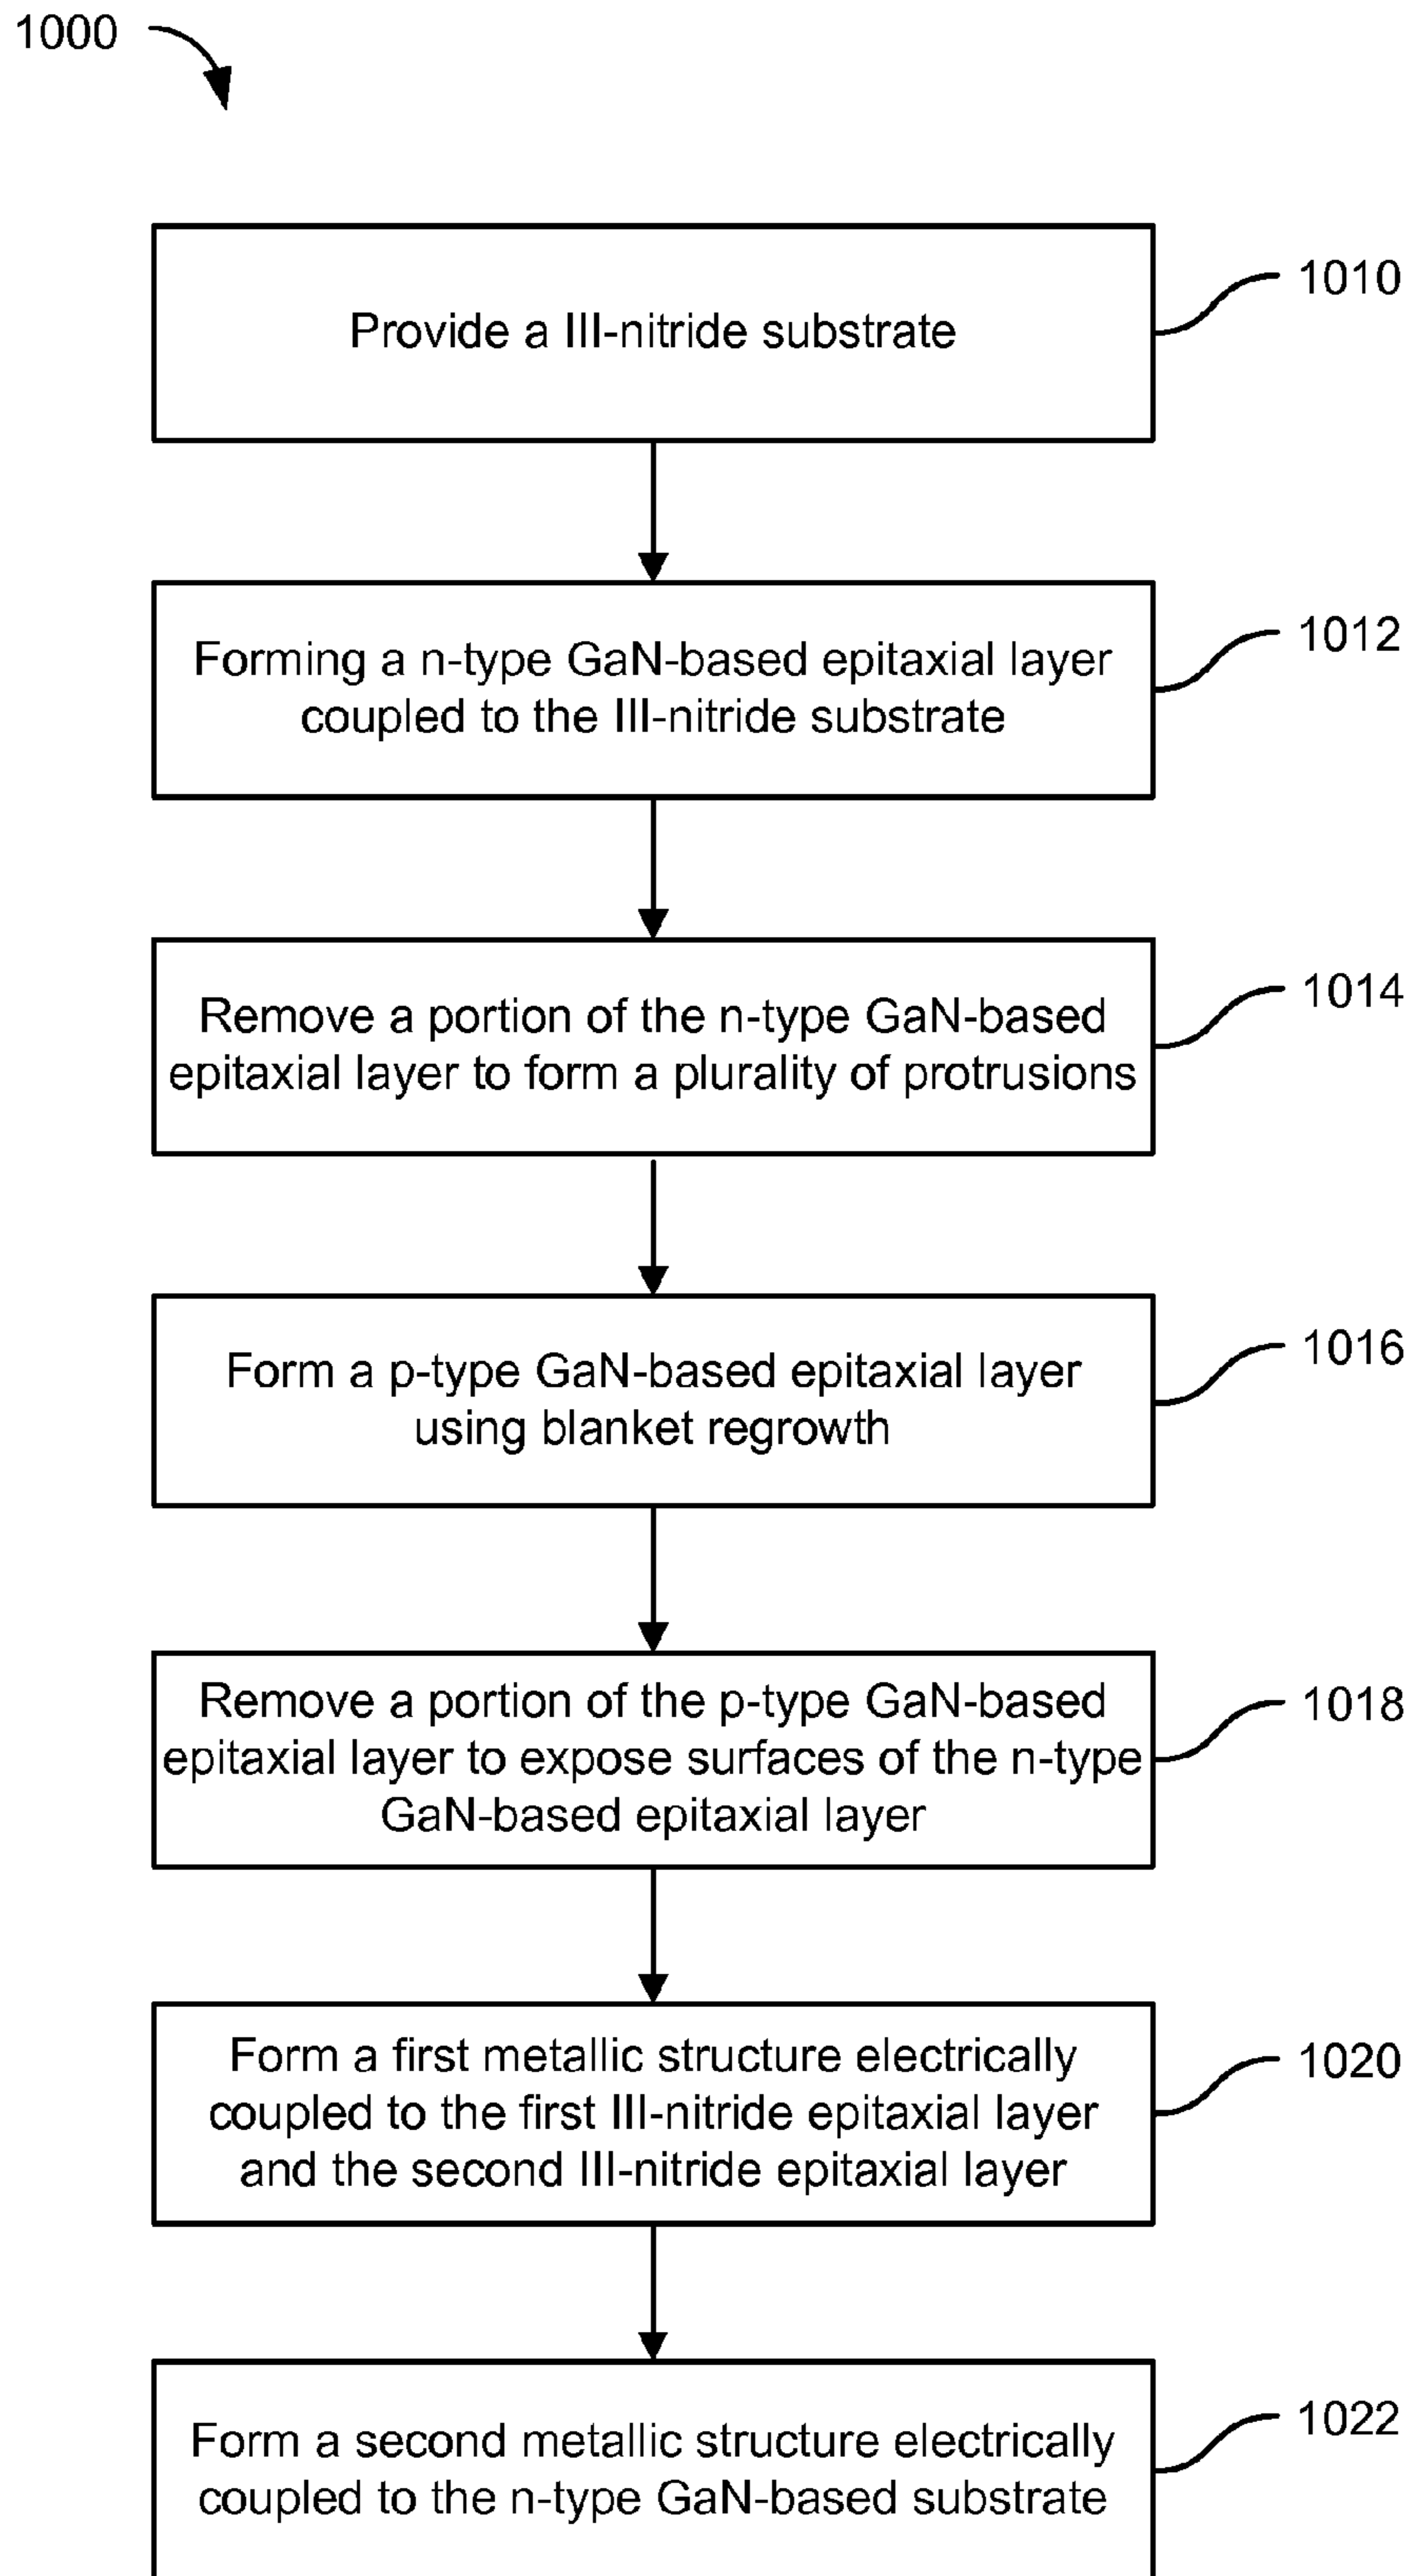 1000
Provide a III-nitride substrate
1010
Forming a n-type GaN-based epitaxial layer
coupled to the III-nitride substrate
1012
Remove a portion of the n-type GaN-based
epitaxial layer to form a plurality of protrusions
1014
Form a p-type GaN-based epitaxial layer
using blanket regrowth
1016
Remove a portion of the p-type GaN-based
epitaxial layer to expose surfaces of the n-type
GaN-based epitaxial layer
1018
Form a first metallic structure electrically
coupled to the first III-nitride epitaxial layer
and the second III-nitride epitaxial layer
1020
Form a second metallic structure electrically
coupled to the n-type GaN-based substrate
1022